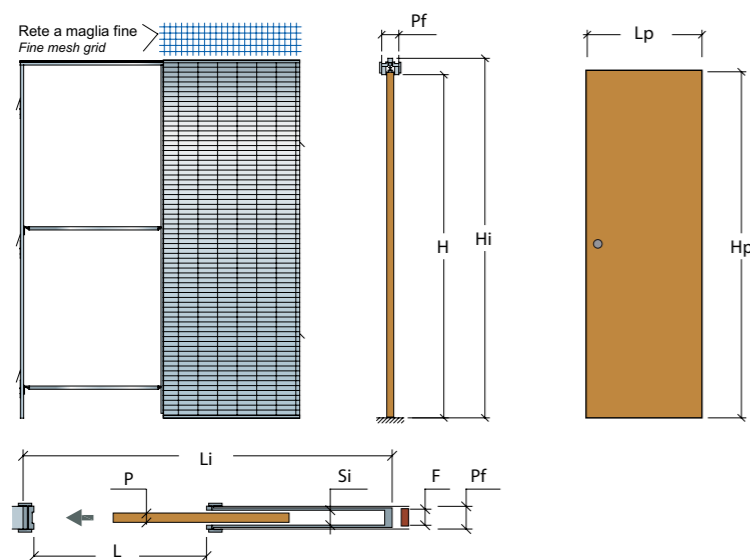 Rete a maglia fine
Fine mesh grid
Pf
Lp
H
Hi
Hp
Li
P
Si
F
Pf
L